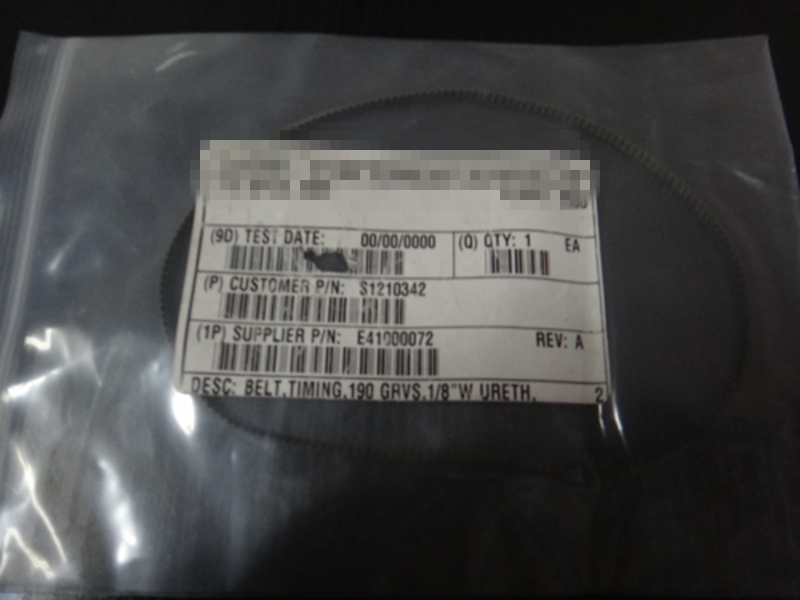 (9D) TEST DATE: 00/00/0000 (Q) QTY: 1 EA
(P) CUSTOMER P/N: S1210342
(1P) SUPPLIER P/N: E41000072 REV: A
DESC: BELT,TIMING,190 GRVS,1/8"W URETH, 2